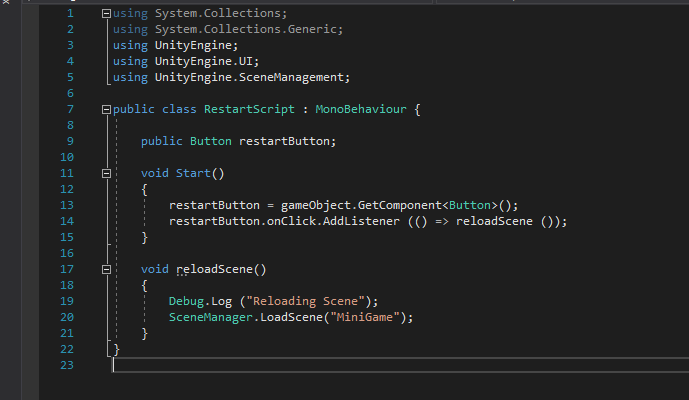 1 using System.Collections;
2 using System.Collections.Generic;
3 using UnityEngine;
4 using UnityEngine.UI;
5 using UnityEngine.SceneManagement;
6
7 public class RestartScript : MonoBehaviour {
8
9 public Button restartButton;
10
11 void Start()
12 {
13 restartButton = gameObject.GetComponent<Button>();
14 restartButton.onClick.AddListener (() => reloadScene ());
15 }
16
17 void reloadScene()
18 {
19 Debug.Log ("Reloading Scene");
20 SceneManager.LoadScene("MiniGame");
21 }
22 }
23